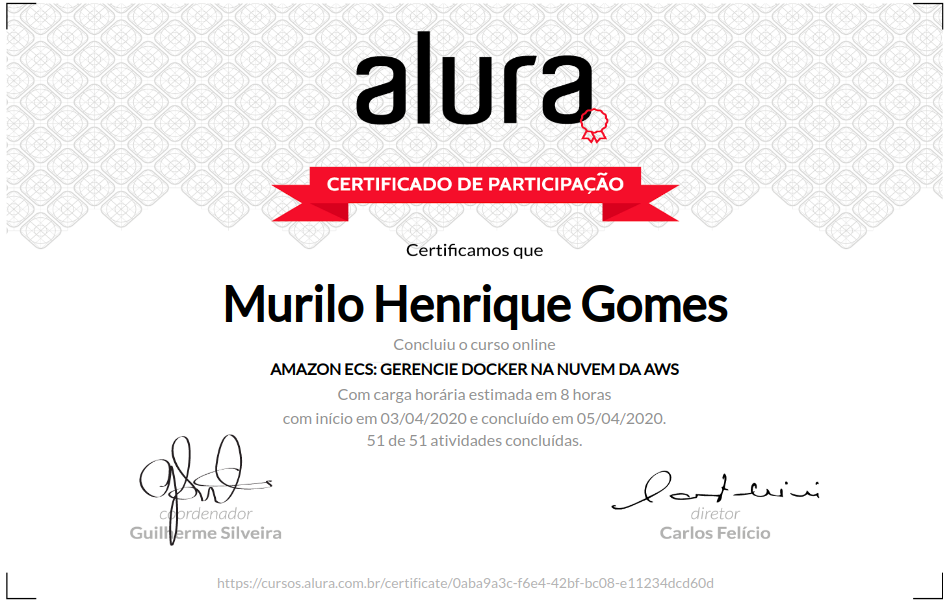 alura
CERTIFICADO DE PARTICIPAÇÃO
Certificamos que
Murilo Henrique Gomes
Concluiu o curso online
AMAZON ECS: GERENCIE DOCKER NA NUVEM DA AWS
Com carga horária estimada em 8 horas
com início em 03/04/2020 e concluído em 05/04/2020.
51 de 51 atividades concluídas.
coordenador
Guilherme Silveira
diretor
Carlos Felício
https://cursos.alura.com.br/certificate/0aba9a3c-f6e4-42bf-bc08-e11234dcd60d